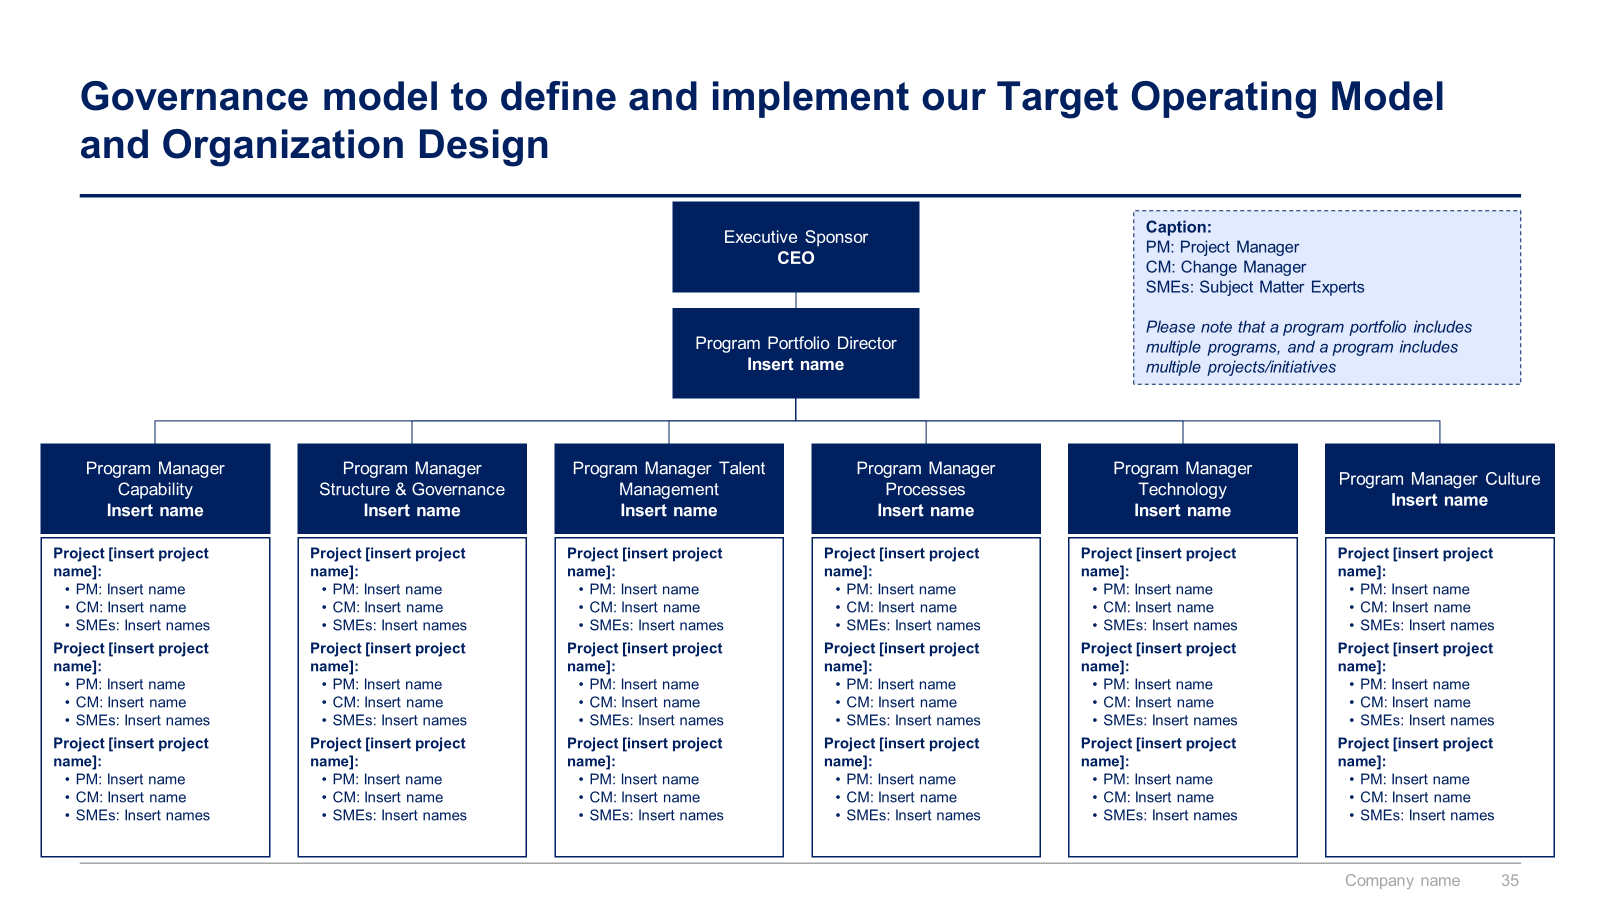 Governance model to define and implement our Target Operating Model
and Organization Design
Executive Sponsor
CEO
Program Portfolio Director
Insert name
Caption:
PM: Project Manager
CM: Change Manager
SMEs: Subject Matter Experts
Please note that a program portfolio includes
multiple programs, and a program includes
multiple projects/initiatives
Program Manager
Capability
Insert name
Project [insert project
name]:
• PM: Insert name
• CM: Insert name
• SMEs: Insert names
Project [insert project
name]:
• PM: Insert name
• CM: Insert name
• SMEs: Insert names
Project [insert project
name]:
• PM: Insert name
• CM: Insert name
• SMEs: Insert names
Program Manager
Structure & Governance
Insert name
Project [insert project
name]:
• PM: Insert name
• CM: Insert name
• SMEs: Insert names
Project [insert project
name]:
• PM: Insert name
• CM: Insert name
• SMEs: Insert names
Project [insert project
name]:
• PM: Insert name
• CM: Insert name
• SMEs: Insert names
Program Manager Talent
Management
Insert name
Project [insert project
name]:
• PM: Insert name
• CM: Insert name
• SMEs: Insert names
Project [insert project
name]:
• PM: Insert name
• CM: Insert name
• SMEs: Insert names
Project [insert project
name]:
• PM: Insert name
• CM: Insert name
• SMEs: Insert names
Program Manager
Processes
Insert name
Project [insert project
name]:
• PM: Insert name
• CM: Insert name
• SMEs: Insert names
Project [insert project
name]:
• PM: Insert name
• CM: Insert name
• SMEs: Insert names
Project [insert project
name]:
• PM: Insert name
• CM: Insert name
• SMEs: Insert names
Program Manager
Technology
Insert name
Project [insert project
name]:
• PM: Insert name
• CM: Insert name
• SMEs: Insert names
Project [insert project
name]:
• PM: Insert name
• CM: Insert name
• SMEs: Insert names
Project [insert project
name]:
• PM: Insert name
• CM: Insert name
• SMEs: Insert names
Program Manager Culture
Insert name
Project [insert project
name]:
• PM: Insert name
• CM: Insert name
• SMEs: Insert names
Project [insert project
name]:
• PM: Insert name
• CM: Insert name
• SMEs: Insert names
Project [insert project
name]:
• PM: Insert name
• CM: Insert name
• SMEs: Insert names
Company name 35